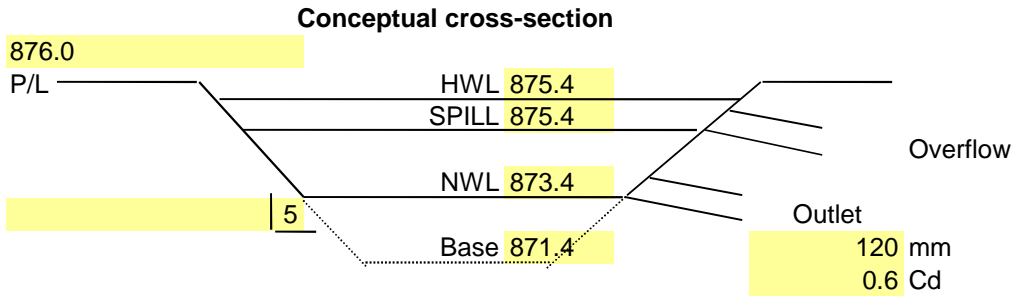 Conceptual cross-section
876.0
P/L
HWL 875.4
SPILL 875.4
Overflow
NWL 873.4
5
Outlet
Base 871.4
120 mm
0.6 Cd